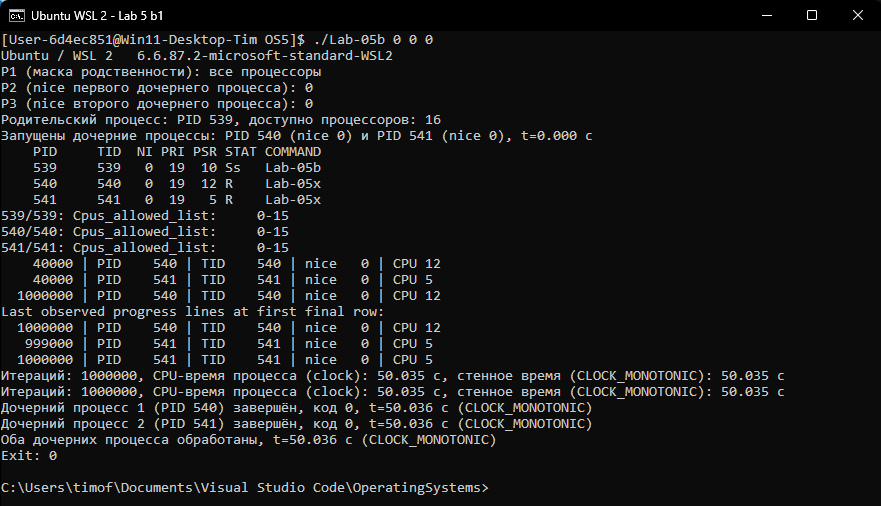 Ubuntu WSL 2 - Lab 5 b1
[User-6d4ec851@Win11-Desktop-Tim OS5]$ ./Lab-05b 0 0 0
Ubuntu / WSL 2   6.6.87.2-microsoft-standard-WSL2
P1 (маска родственности): все процессоры
P2 (nice первого дочернего процесса): 0
P3 (nice второго дочернего процесса): 0
Родительский процесс: PID 539, доступно процессоров: 16
Запущены дочерние процессы: PID 540 (nice 0) и PID 541 (nice 0), t=0.000 с
    PID     TID  NI PRI PSR STAT COMMAND
    539     539   0  19  10 Ss   Lab-05b
    540     540   0  19  12 R    Lab-05x
    541     541   0  19   5 R    Lab-05x
539/539: Cpus_allowed_list:     0-15
540/540: Cpus_allowed_list:     0-15
541/541: Cpus_allowed_list:     0-15
    40000 | PID    540 | TID    540 | nice   0 | CPU 12
    40000 | PID    541 | TID    541 | nice   0 | CPU 5
  1000000 | PID    540 | TID    540 | nice   0 | CPU 12
Last observed progress lines at first final row:
  1000000 | PID    540 | TID    540 | nice   0 | CPU 12
   999000 | PID    541 | TID    541 | nice   0 | CPU 5
  1000000 | PID    541 | TID    541 | nice   0 | CPU 5
Итераций: 1000000, CPU-время процесса (clock): 50.035 с, стенное время (CLOCK_MONOTONIC): 50.035 с
Итераций: 1000000, CPU-время процесса (clock): 50.035 с, стенное время (CLOCK_MONOTONIC): 50.035 с
Дочерний процесс 1 (PID 540) завершён, код 0, t=50.036 с (CLOCK_MONOTONIC)
Дочерний процесс 2 (PID 541) завершён, код 0, t=50.036 с (CLOCK_MONOTONIC)
Оба дочерних процесса обработаны, t=50.036 с (CLOCK_MONOTONIC)
Exit: 0
C:\Users\timof\Documents\Visual Studio Code\OperatingSystems>